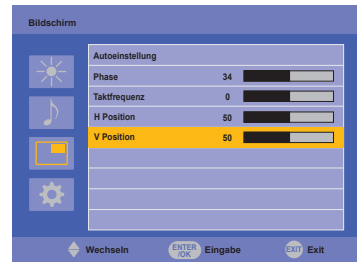 Bildschirm
Autoeinstellung
Phase 34
Taktfrequenz 0
H Position 50
V Position 50
Wechseln ENTER /OK Eingabe EXIT Exit